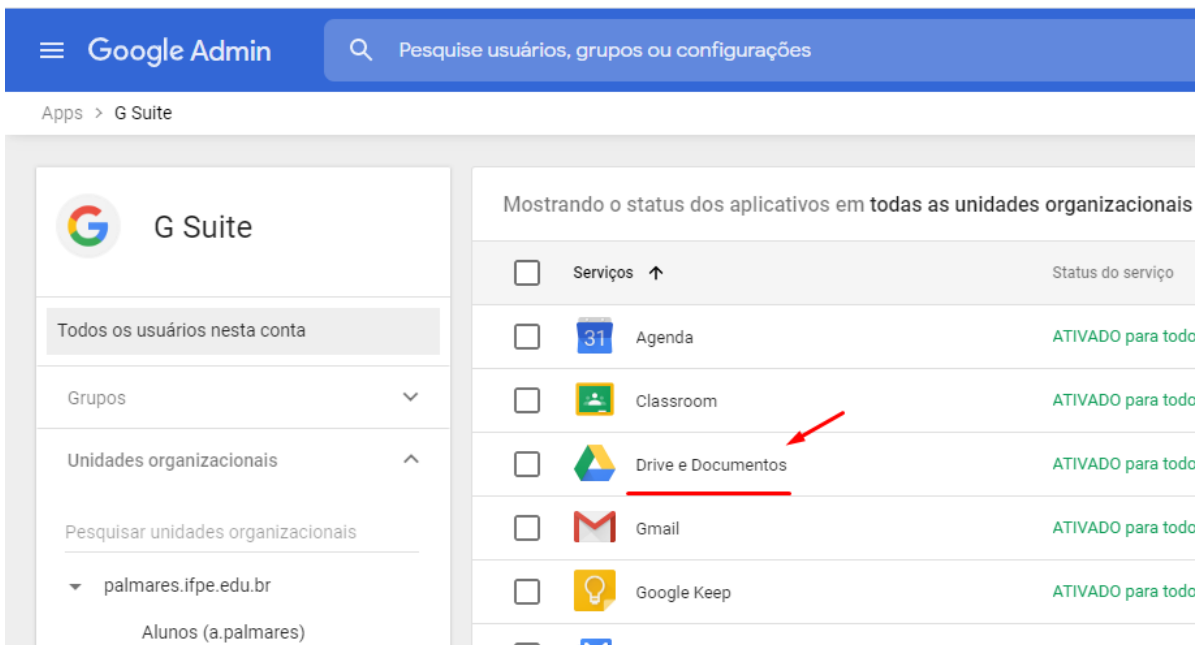 Google Admin
Pesquise usuários, grupos ou configurações
Apps > G Suite
G Suite
Todos os usuários nesta conta
Grupos
Unidades organizacionais
Pesquisar unidades organizacionais
palmares.ifpe.edu.br
Alunos (a.palmares)
Mostrando o status dos aplicativos em todas as unidades organizacionais
Serviços Status do serviço
31 Agenda ATIVADO para todo
Classroom ATIVADO para todo
Drive e Documentos ATIVADO para todo
Gmail ATIVADO para todo
Google Keep ATIVADO para todo